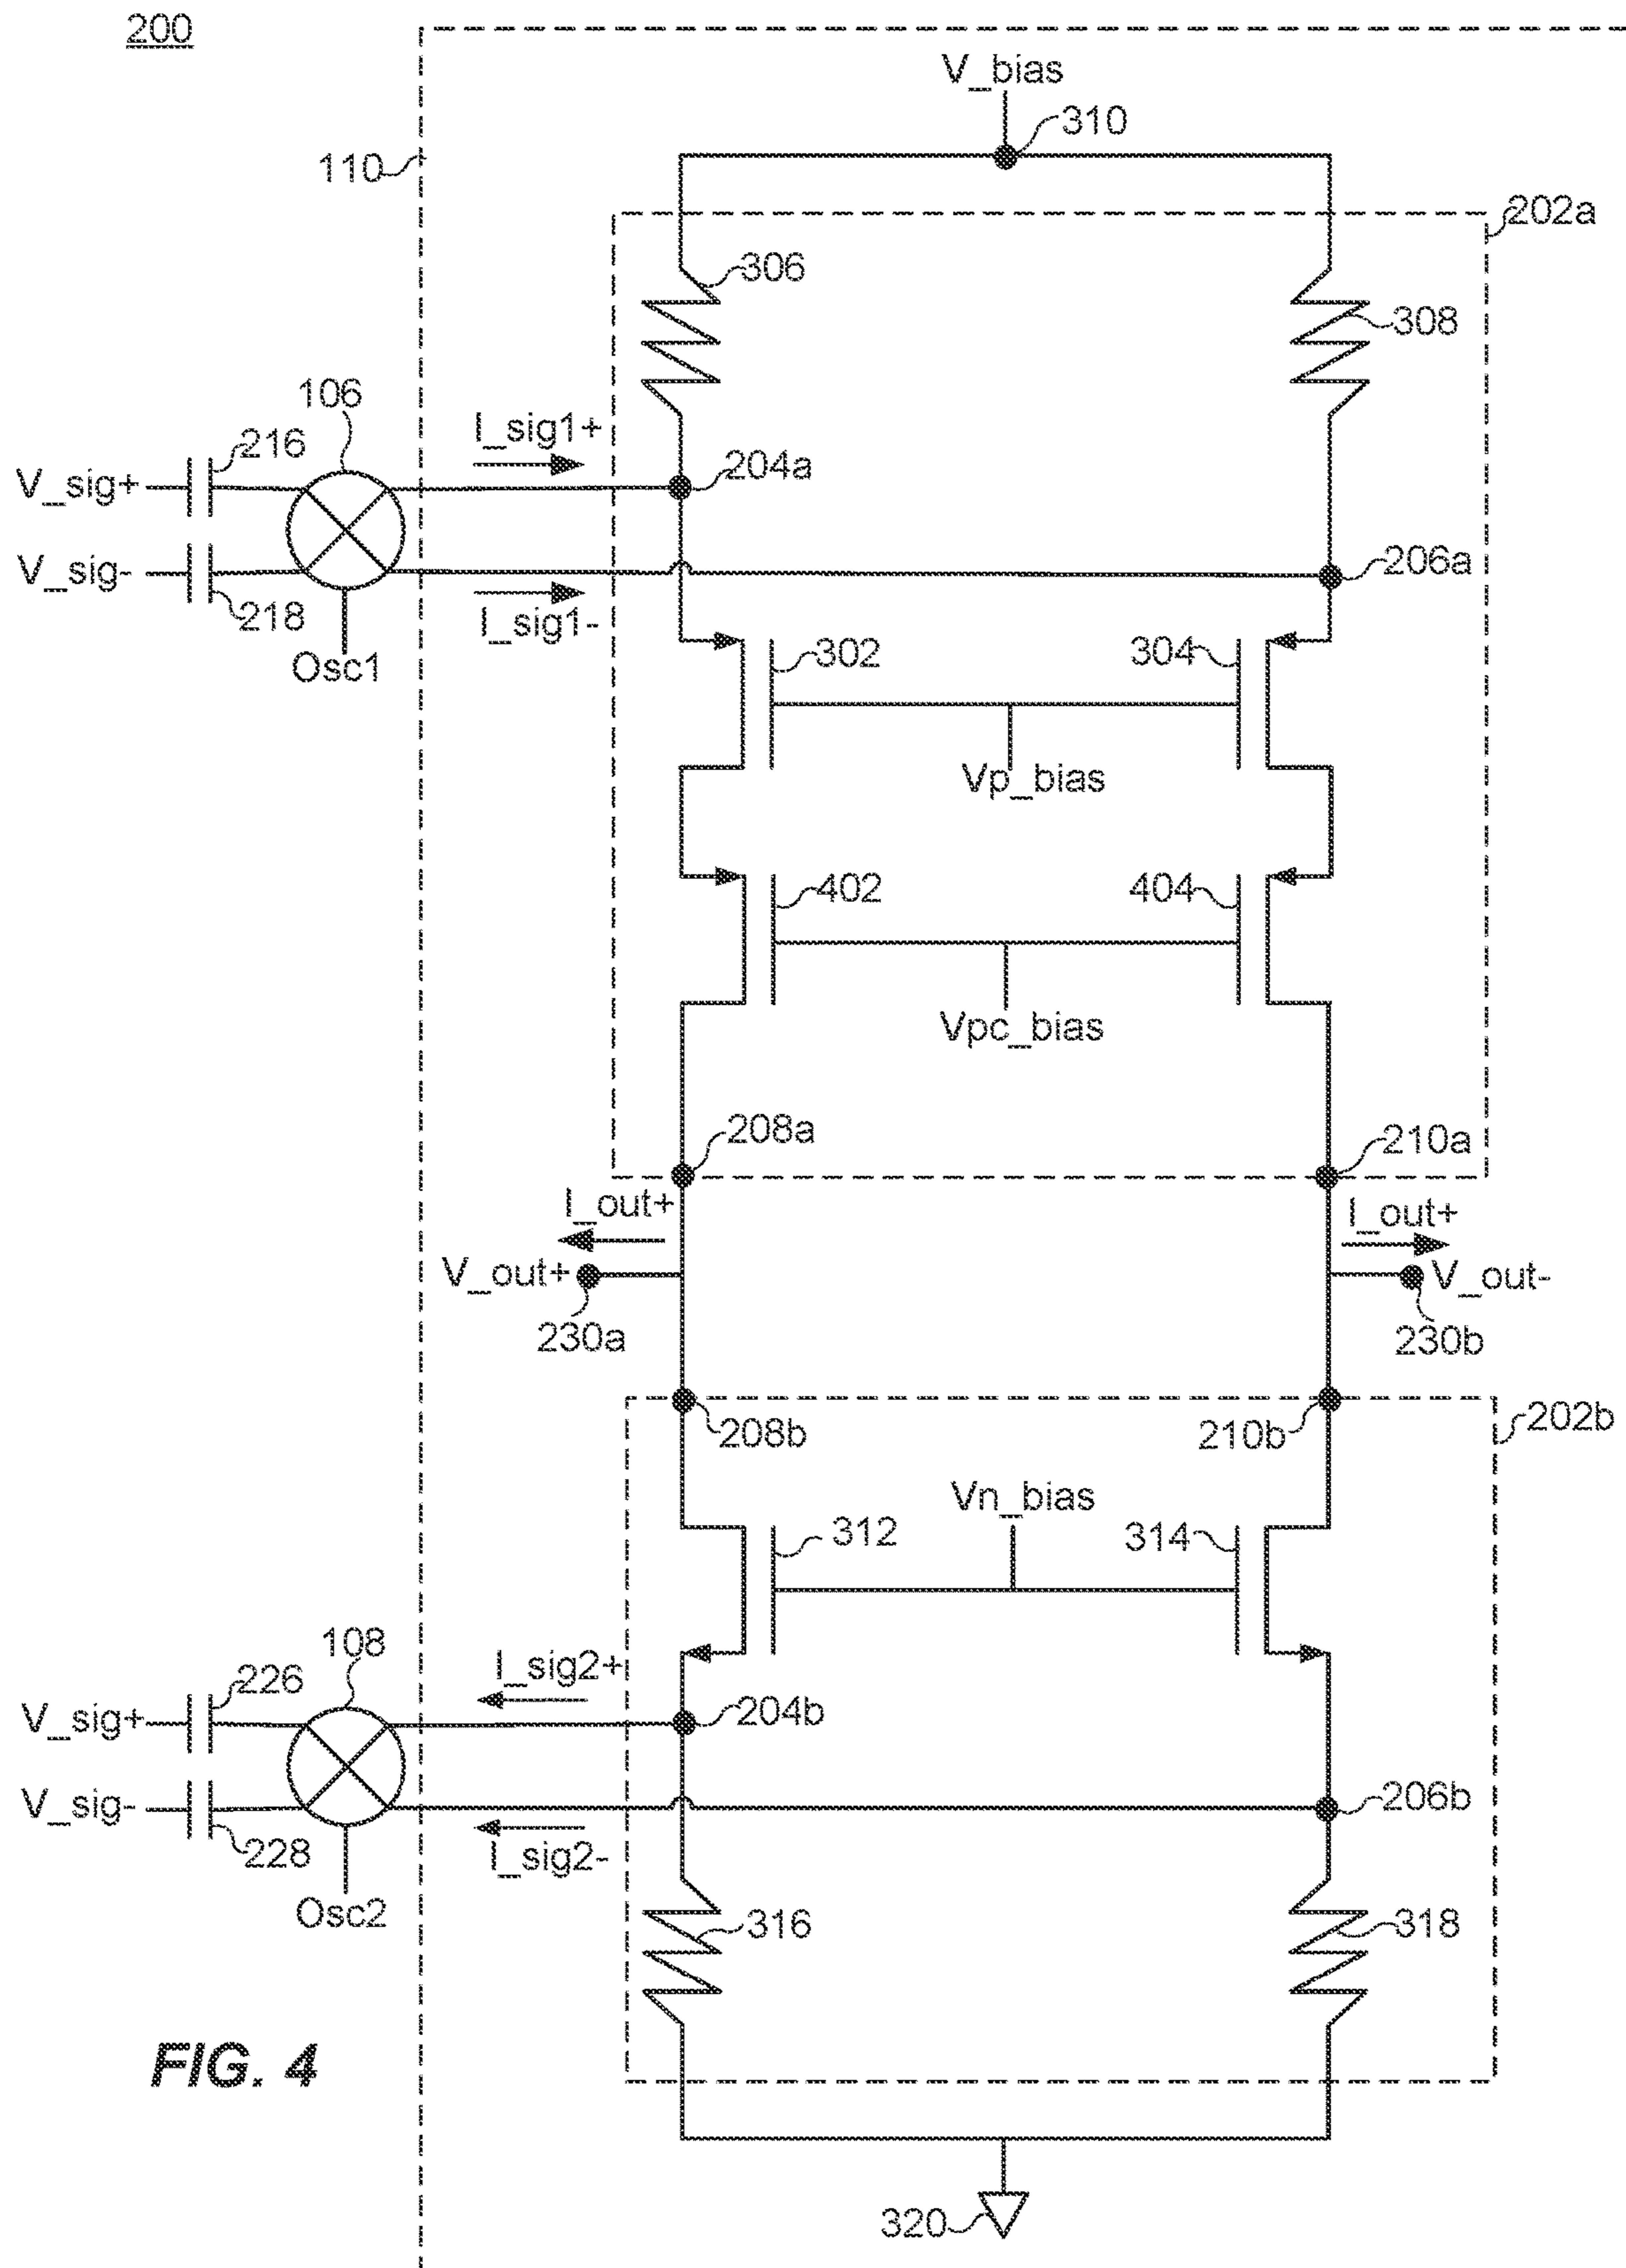 200
V_bias
310
110
202a
306
308
106
I_sig1+
216
204a
V_sig+
V_sig-
206a
218
I_sig1-
Osc1
302
304
Vp_bias
402
404
Vpc_bias
208a
210a
I_out+
I_out+
V_out+
V_out-
230a
230b
208b
210b
202b
Vn_bias
312
314
108
I_sig2+
226
204b
V_sig+
V_sig-
206b
228
I_sig2-
Osc2
316
318
FIG. 4
320